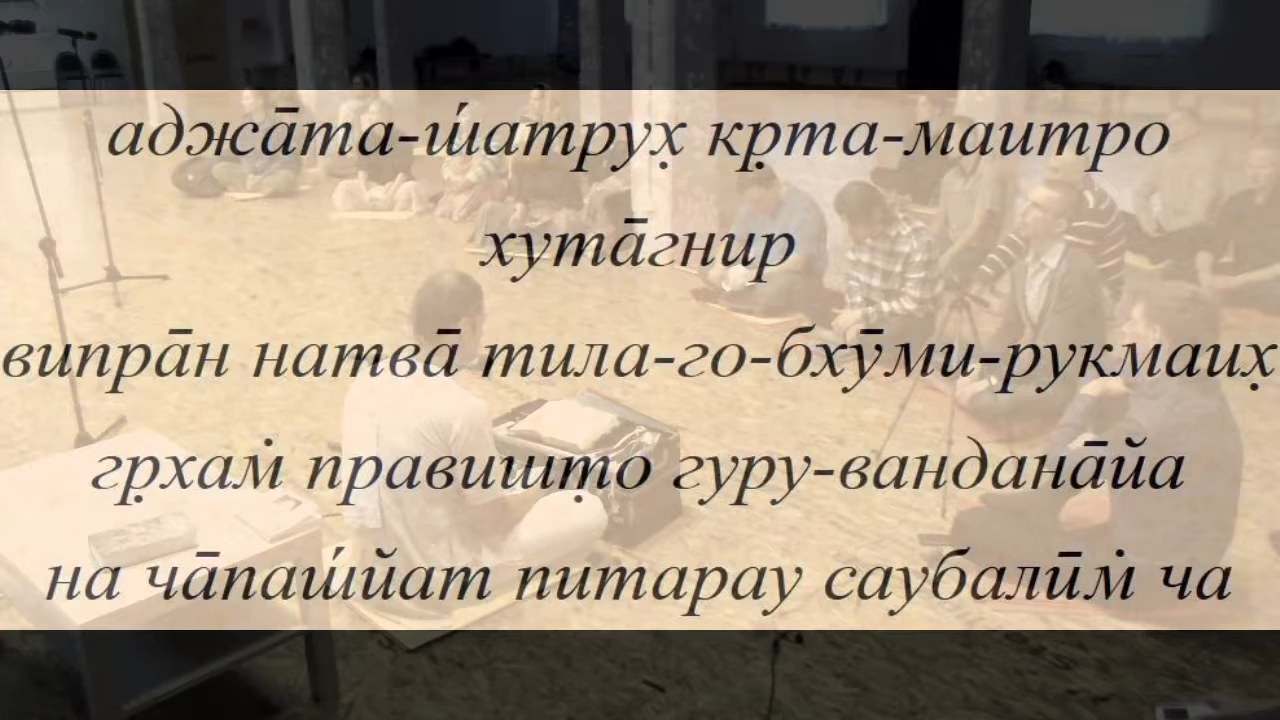 аджа̄та-ш́атрух̣ кр̣та-маитро
хута̄гнир
випра̄н натва̄ тила-го-бхӯми-рукмаих̣
гр̣хам̇ правишт̣о гуру-вандана̄йа
на ча̄паш́йат питарау саубалӣм̇ ча